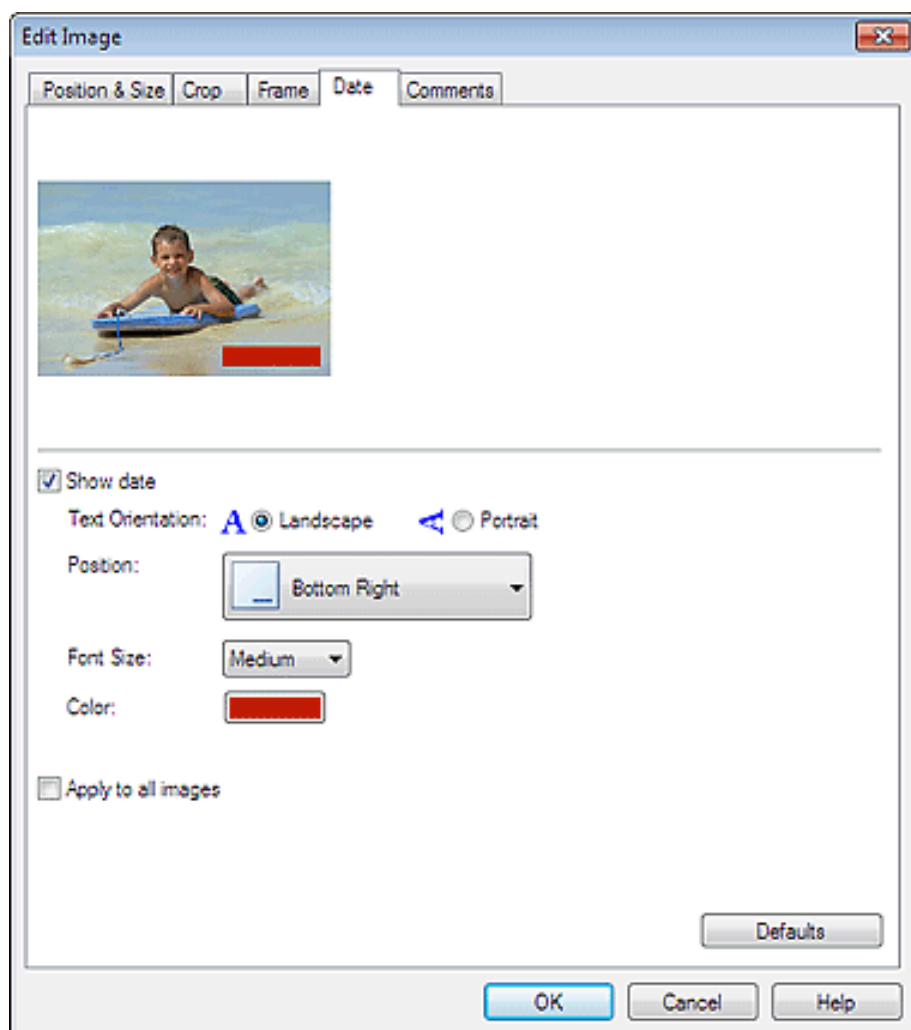 Edit Image
Position & Size Crop Frame Date Comments
Show date
Text Orientation: A Landscape A Portrait
Position: Bottom Right
Font Size: Medium
Color:
Apply to all images
Defaults
OK Cancel Help